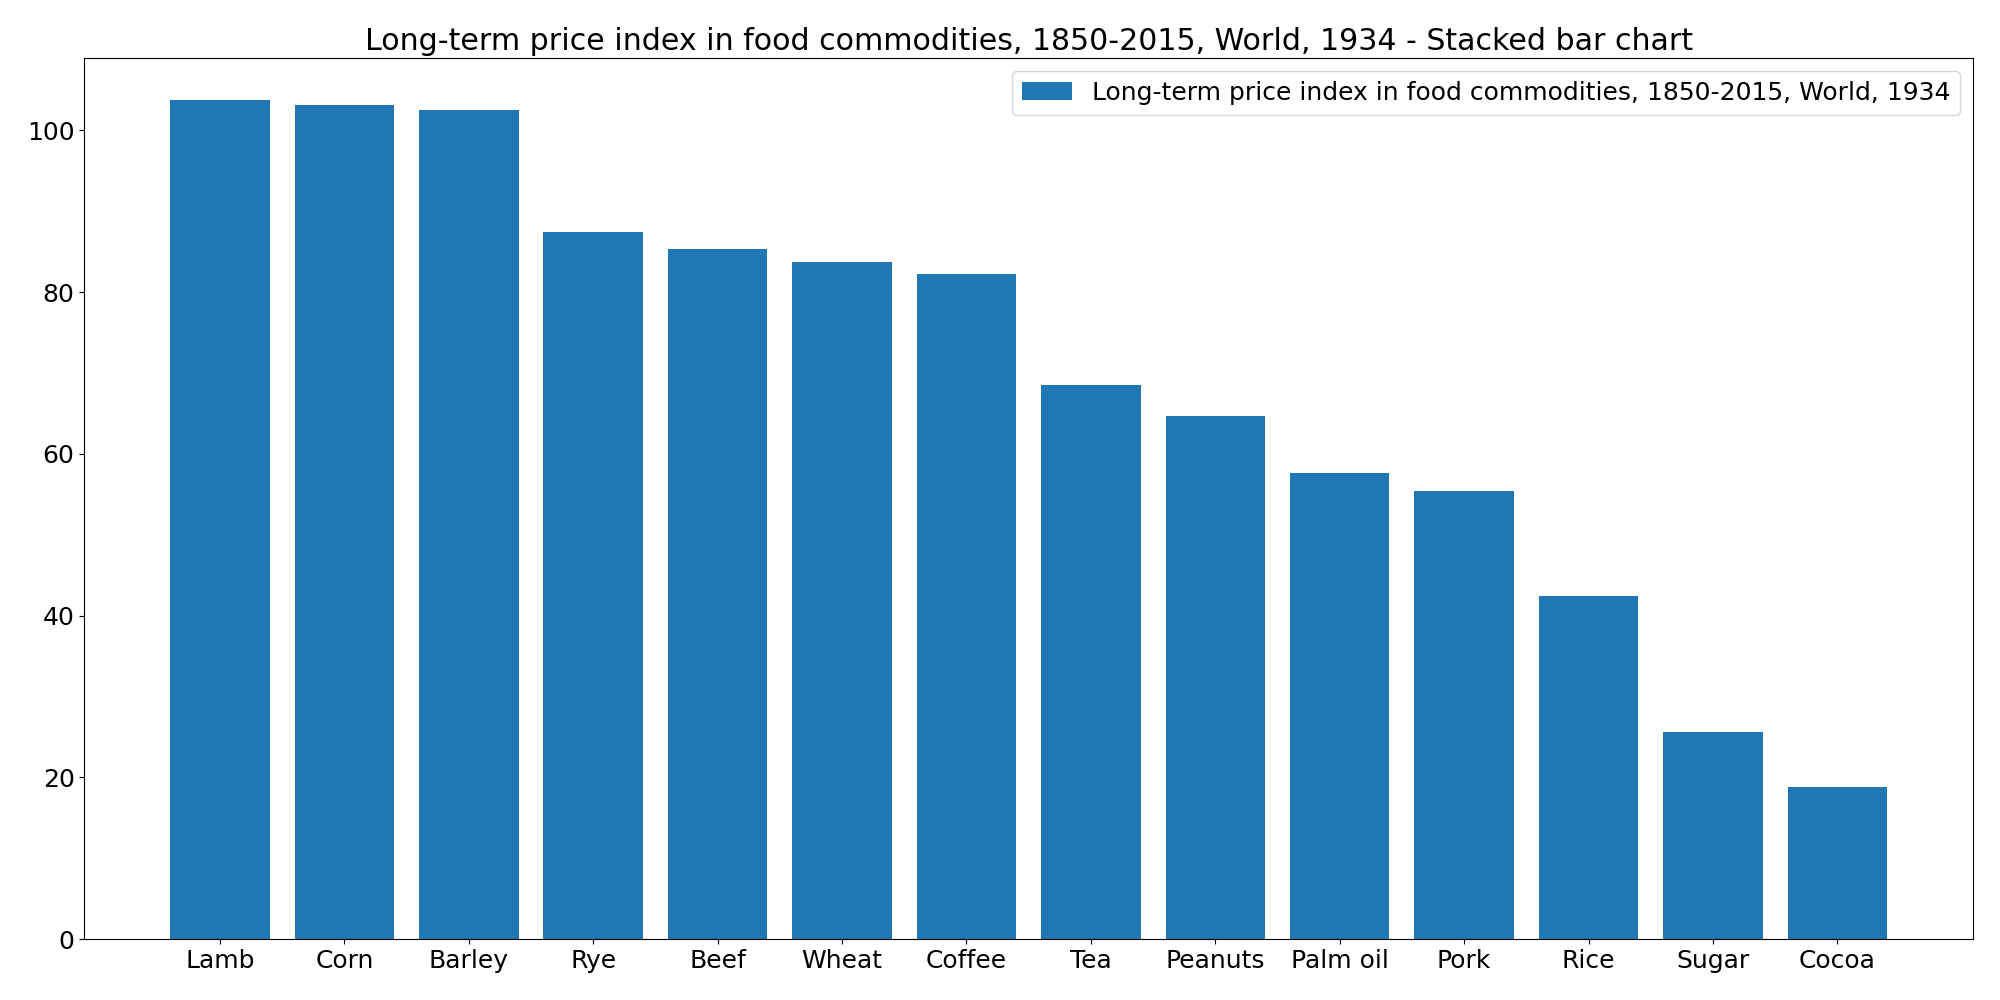 Long-term price index in food commodities, 1850-2015, World, 1934 - Stacked bar chart
Long-term price index in food commodities, 1850-2015, World, 1934
100
80
60
40
20
0
Lamb Corn Barley Rye Beef Wheat Coffee Tea Peanuts Palm oil Pork Rice Sugar Cocoa